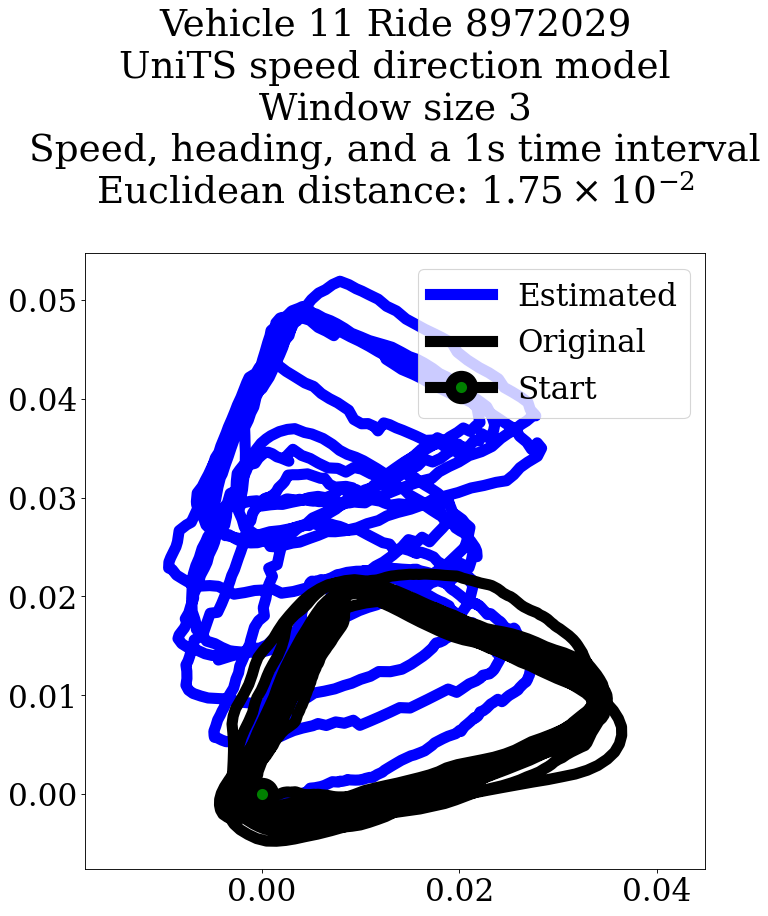 Vehicle 11 Ride 8972029
UniTS speed direction model
Window size 3
Speed, heading, and a 1s time interval
Euclidean distance: 1.75 × 10⁻²
Estimated
Original
Start
0.05
0.04
0.03
0.02
0.01
0.00
0.00 0.02 0.04